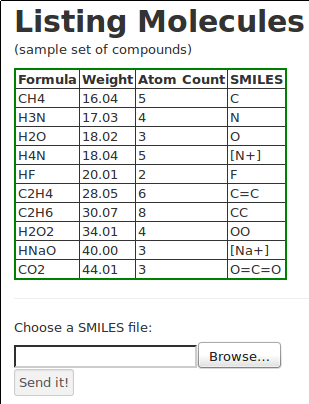 Listing Molecules
(sample set of compounds)
Formula Weight Atom Count SMILES
CH4 16.04 5 C
H3N 17.03 4 N
H2O 18.02 3 O
H4N 18.04 5 [N+]
HF 20.01 2 F
C2H4 28.05 6 C=C
C2H6 30.07 8 CC
H2O2 34.01 4 OO
HNaO 40.00 3 [Na+]
CO2 44.01 3 O=C=O
Choose a SMILES file:
Browse...
Send it!